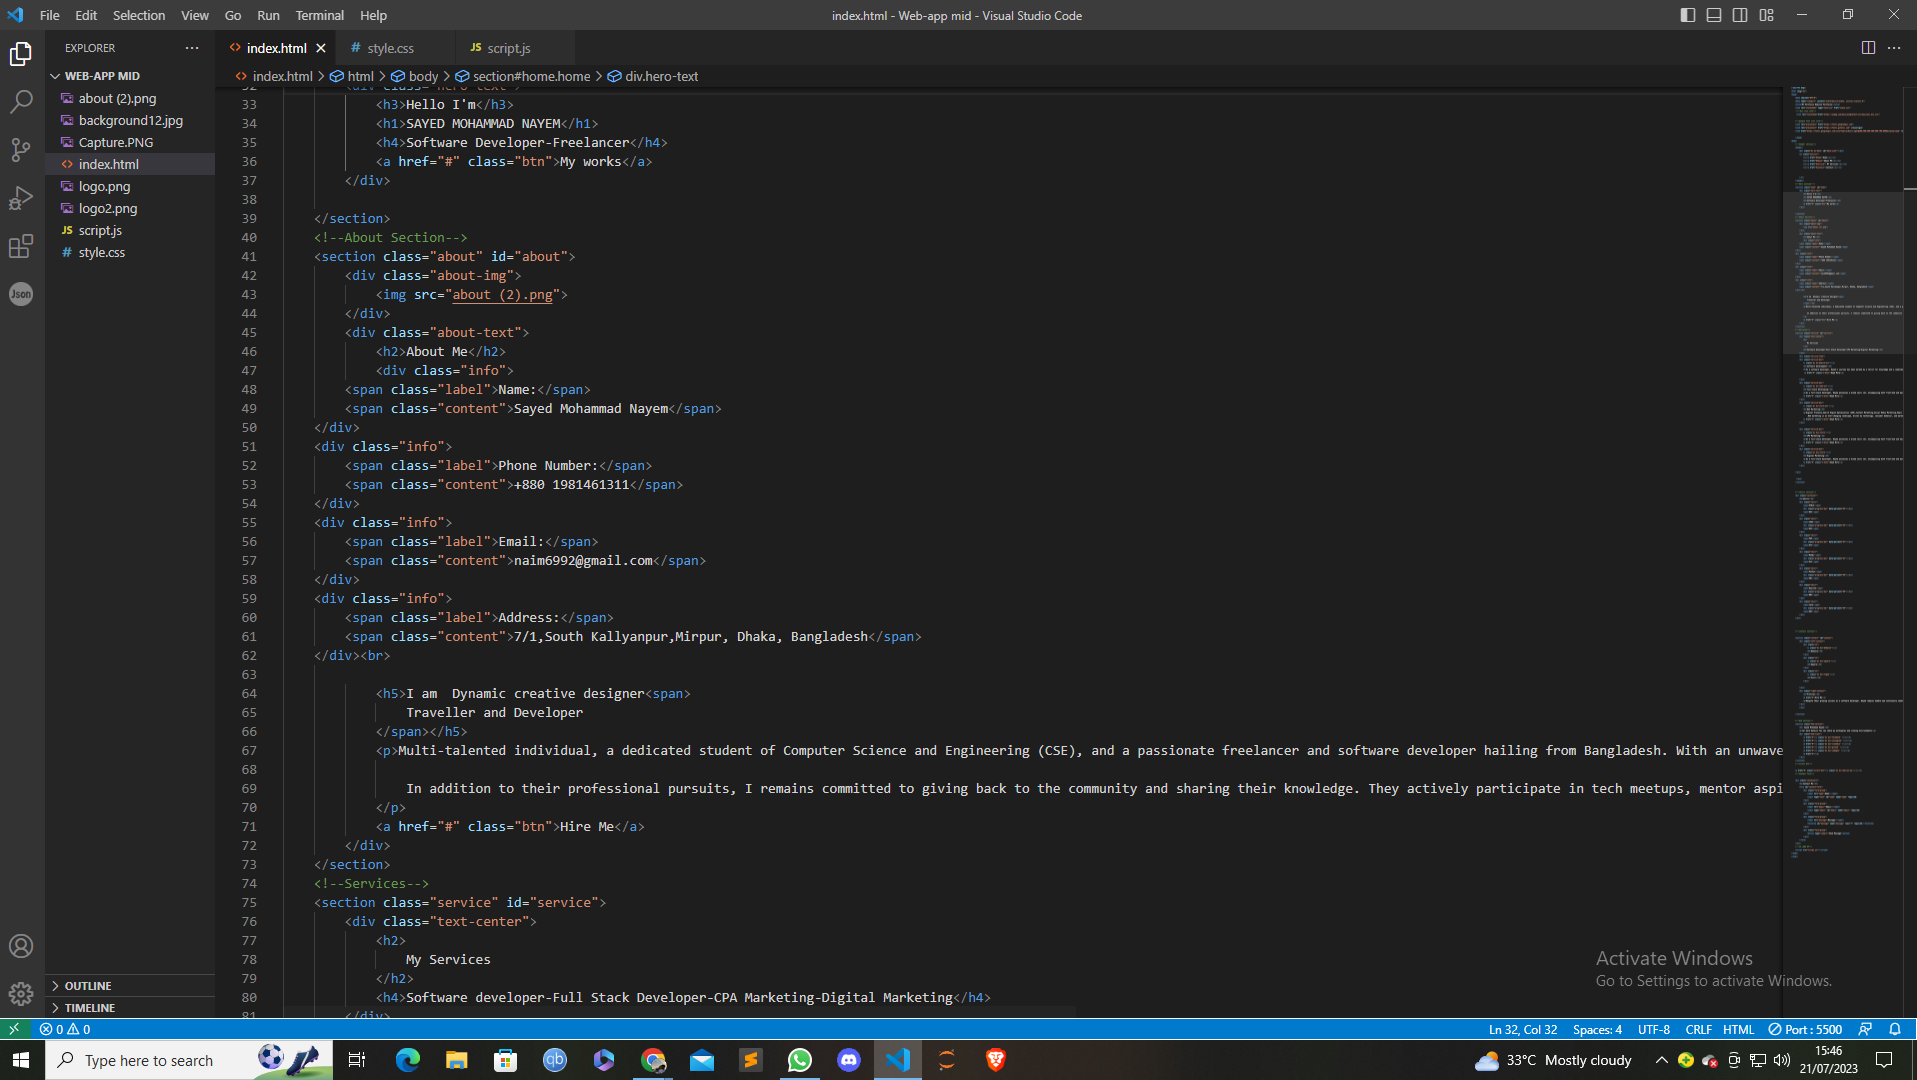 File Edit Selection View Go Run Terminal Help
index.html - Web-app mid - Visual Studio Code
EXPLORER
WEB-APP MID
about (2).png
background12.jpg
Capture.PNG
<> index.html
logo.png
logo2.png
JS script.js
# style.css
OUTLINE
TIMELINE
Json
<> index.html
# style.css
JS script.js
<> index.html > html > body > section#home.home > div.hero-text
32 <div class="hero-text">
33 <h3>Hello I'm</h3>
34 <h1>SAYED MOHAMMAD NAYEM</h1>
35 <h4>Software Developer-Freelancer</h4>
36 <a href="#" class="btn">My works</a>
37 </div>
38
39 </section>
40 <!--About Section-->
41 <section class="about" id="about">
42 <div class="about-img">
43 <img src="about (2).png">
44 </div>
45 <div class="about-text">
46 <h2>About Me</h2>
47 <div class="info">
48 <span class="label">Name:</span>
49 <span class="content">Sayed Mohammad Nayem</span>
50 </div>
51 <div class="info">
52 <span class="label">Phone Number:</span>
53 <span class="content">+880 1981461311</span>
54 </div>
55 <div class="info">
56 <span class="label">Email:</span>
57 <span class="content">naim6992@gmail.com</span>
58 </div>
59 <div class="info">
60 <span class="label">Address:</span>
61 <span class="content">7/1,South Kallyanpur,Mirpur, Dhaka, Bangladesh</span>
62 </div><br>
63
64 <h5>I am  Dynamic creative designer<span>
65 Traveller and Developer
66 </span></h5>
67 <p>Multi-talented individual, a dedicated student of Computer Science and Engineering (CSE), and a passionate freelancer and software developer hailing from Bangladesh. With an unwave
68
69 In addition to their professional pursuits, I remains committed to giving back to the community and sharing their knowledge. They actively participate in tech meetups, mentor aspi
70 </p>
71 <a href="#" class="btn">Hire Me</a>
72 </div>
73 </section>
74 <!--Services-->
75 <section class="service" id="service">
76 <div class="text-center">
77 <h2>
78 My Services
79 </h2>
80 <h4>Software developer-Full Stack Developer-CPA Marketing-Digital Marketing</h4>
81 </div>
Activate Windows
Go to Settings to activate Windows.
0 0
Ln 32, Col 32 Spaces: 4 UTF-8 CRLF HTML Port : 5500
Type here to search
qb
33°C Mostly cloudy
15:46
21/07/2023